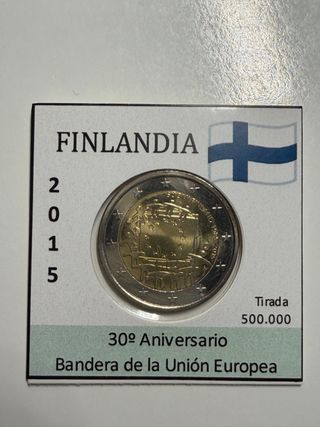 FINLANDIA
2
0
1
5
Tirada
500.000
30º Aniversario
Bandera de la Unión Europea